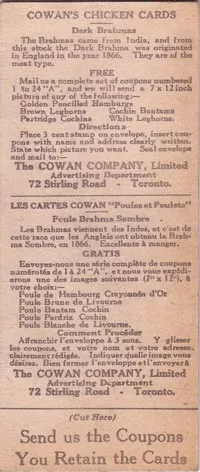 COWAN'S CHICKEN CARDS
Dark Brahmas
The Brahmas came from India, and from
this stock the Dark Brahma was originated
in England in the year 1866. They are of the
meat type.
FREE
Mail us a complete set of coupons numbered
1 to 24 "A", and we will send a 7 x 12 inch
picture of any of the following:—
Golden Pencilled Hamburgs
Brown Leghorns Cochin Bantams
Partridge Cochins White Leghorns.
Directions
Place 3 cent stamp on envelope, insert cou-
pons with name and address clearly written.
State which picture you want. Seal envelope
and mail to:—
The COWAN COMPANY, Limited
Advertising Department
72 Stirling Road - Toronto.
LES CARTES COWAN "Poules et Poulets"
Poule Brahma Sombre
Les Brahmas viennent des Indes, et c'est de
cette race que les Anglais ont obtenu la Brah-
ma Sombre, en 1866. Excellente à manger.
GRATIS
Envoyez-nous une série complète de coupons
numérotés de 1 à 24 "A", et nous vous expédi-
erons une des images suivantes (7" x 12"), à
choix:—
Poule de Hambourg Crayonnée d'Or
Poule Brune de Livourne
Poule Bantam Cochin
Poule Perdrix Cochin
Poule Blanche de Livourne.
Comment Procéder
Affranchir l'enveloppe à 3 sous. Y glisser
les coupons, et votre nom et votre adresse
clairement rédigés. Indiquer quelle image vous
désirez. Bien fermer l'enveloppe et l'envoyer à
The COWAN COMPANY, Limited
Advertising Department
72 Stirling Road - Toronto.
(Cut Here)
Send us the Coupons
You Retain the Cards